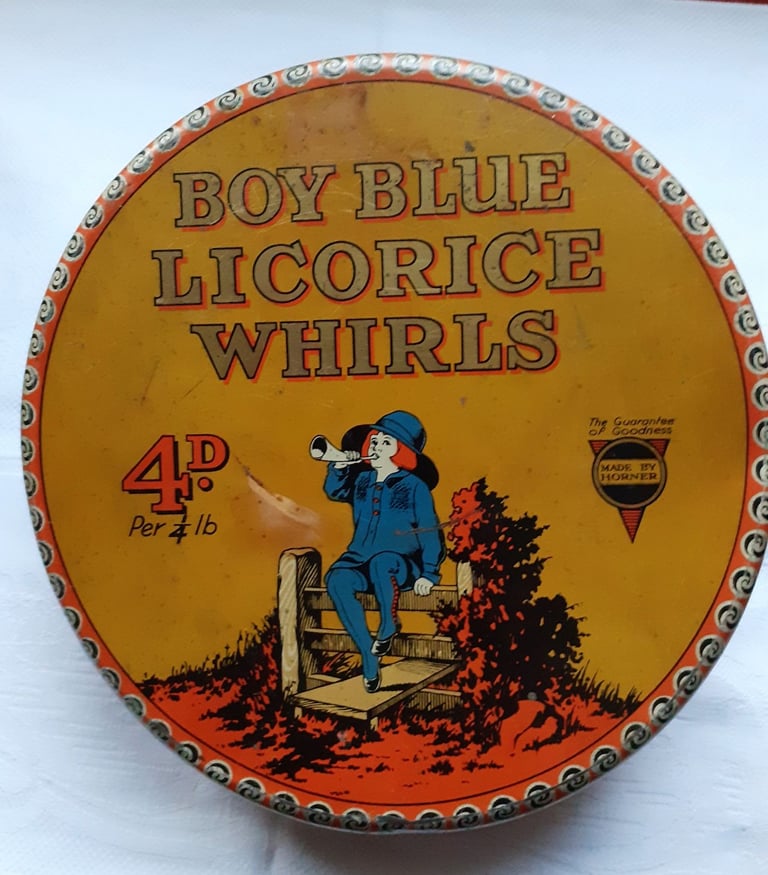 BOY BLUE
LICORICE
WHIRLS
4D.
Per ¼ lb
The Guarantee
of Goodness
MADE BY
HORNER